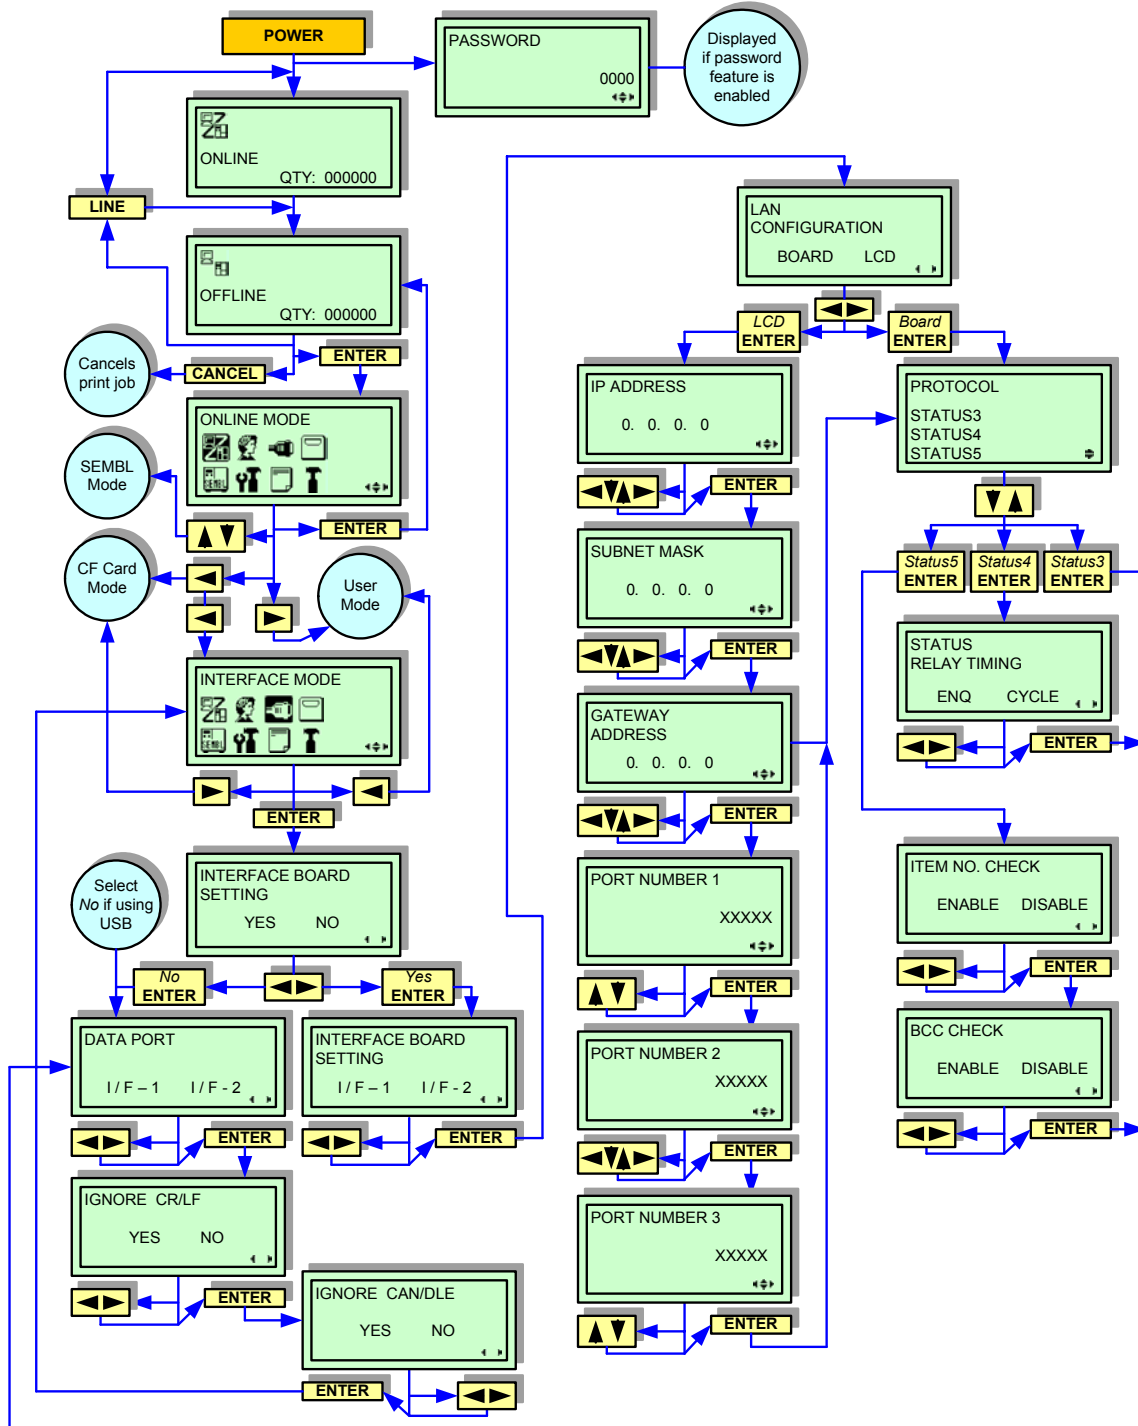 POWER
PASSWORD
0000
Displayed
if password
feature is
enabled
ONLINE
QTY: 000000
LINE
OFFLINE
QTY: 000000
ENTER
CANCEL
Cancels
print job
ONLINE MODE
SEMBL
SEMBL
Mode
ENTER
CF Card
Mode
User
Mode
INTERFACE MODE
SEMBL
ENTER
INTERFACE BOARD
SETTING
YES NO
Select
No if using
USB
No
ENTER
Yes
ENTER
DATA PORT
I / F – 1 I / F - 2
INTERFACE BOARD
SETTING
I / F – 1 I / F - 2
ENTER
ENTER
IGNORE CR/LF
YES NO
ENTER
IGNORE CAN/DLE
YES NO
ENTER
LAN
CONFIGURATION
BOARD LCD
LCD
ENTER
Board
ENTER
IP ADDRESS
0. 0. 0. 0
ENTER
SUBNET MASK
0. 0. 0. 0
ENTER
GATEWAY
ADDRESS
0. 0. 0. 0
ENTER
PORT NUMBER 1
XXXXX
ENTER
PORT NUMBER 2
XXXXX
ENTER
PORT NUMBER 3
XXXXX
ENTER
PROTOCOL
STATUS3
STATUS4
STATUS5
Status5
ENTER
Status4
ENTER
Status3
ENTER
STATUS
RELAY TIMING
ENQ CYCLE
ENTER
ITEM NO. CHECK
ENABLE DISABLE
ENTER
BCC CHECK
ENABLE DISABLE
ENTER